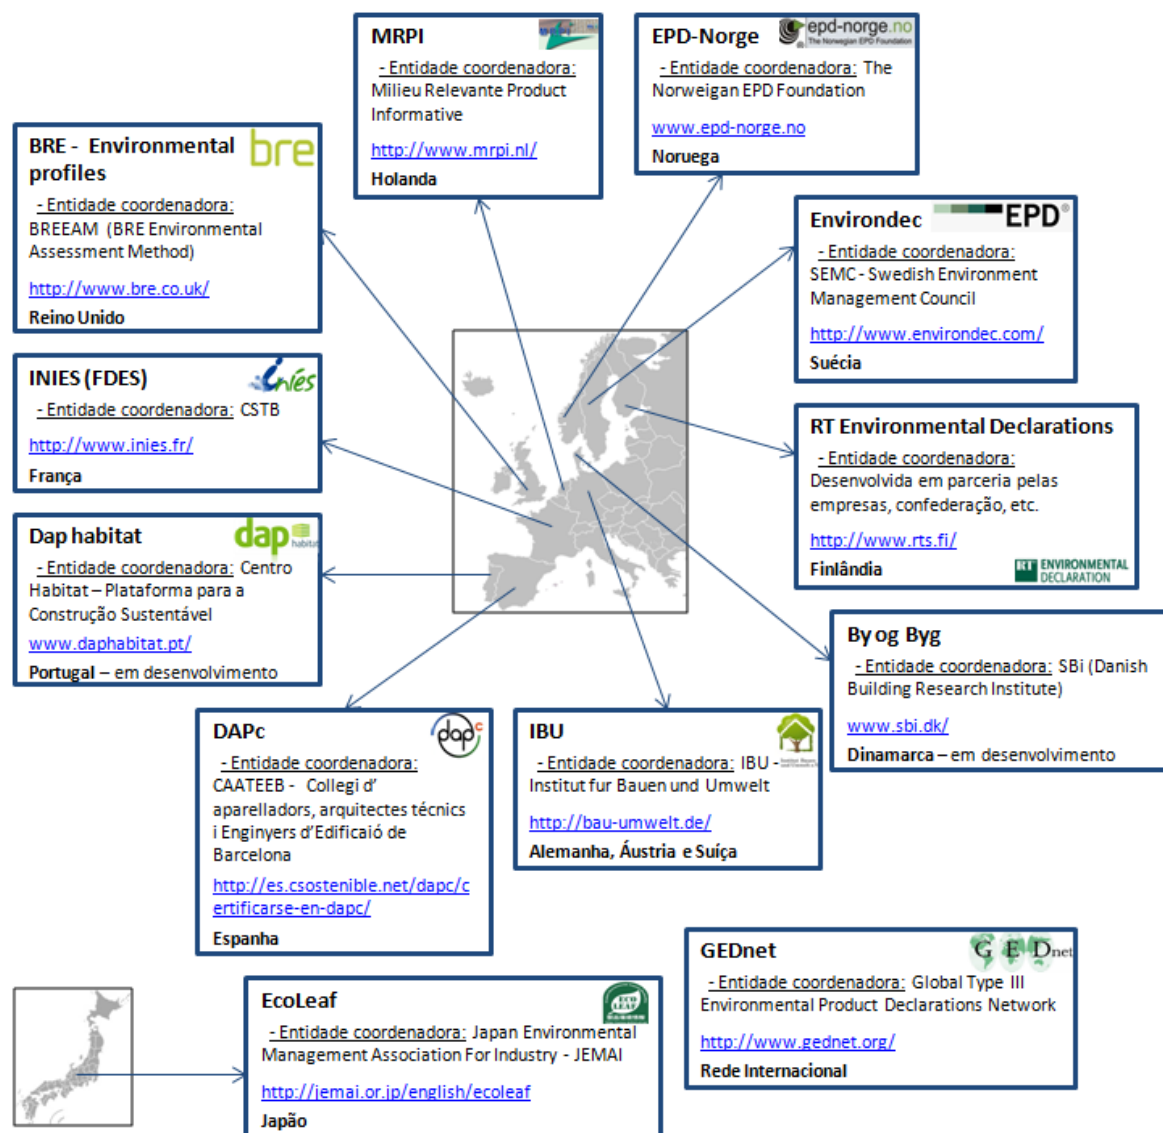 MRPI
- Entidade coordenadora:
Milieu Relevante Product
Informative
http://www.mrpi.nl/
Holanda
EPD-Norge
epd-norge.no
The Norwegian EPD Foundation
- Entidade coordenadora: The
Norweigan EPD Foundation
www.epd-norge.no
Noruega
BRE - Environmental
profiles
bre
- Entidade coordenadora:
BREEAM (BRE Environmental
Assessment Method)
http://www.bre.co.uk/
Reino Unido
Environdec
EPD®
- Entidade coordenadora:
SEMC - Swedish Environment
Management Council
http://www.environdec.com/
Suécia
INIES (FDES)
iniés
- Entidade coordenadora: CSTB
http://www.inies.fr/
França
RT Environmental Declarations
- Entidade coordenadora:
Desenvolvida em parceria pelas
empresas, confederação, etc.
http://www.rts.fi/
Finlândia
RT ENVIRONMENTAL
DECLARATION
Dap habitat
dap habitat
- Entidade coordenadora: Centro
Habitat – Plataforma para a
Construção Sustentável
www.daphabitat.pt/
Portugal – em desenvolvimento
By og Byg
- Entidade coordenadora: SBi (Danish
Building Research Institute)
www.sbi.dk/
Dinamarca – em desenvolvimento
DAPc
dapc
- Entidade coordenadora:
CAATEEB - Collegi d'
aparelladors, arquitectes técnics
i Enginyers d'Edificaió de
Barcelona
http://es.csostenible.net/dapc/c
ertificarse-en-dapc/
Espanha
IBU
- Entidade coordenadora: IBU -
Institut fur Bauen und Umwelt
http://bau-umwelt.de/
Alemanha, Áustria e Suíça
GEDnet
G E Dnet
- Entidade coordenadora: Global Type III
Environmental Product Declarations Network
http://www.gednet.org/
Rede Internacional
EcoLeaf
ECO
LEAF
- Entidade coordenadora: Japan Environmental
Management Association For Industry - JEMAI
http://jemai.or.jp/english/ecoleaf
Japão